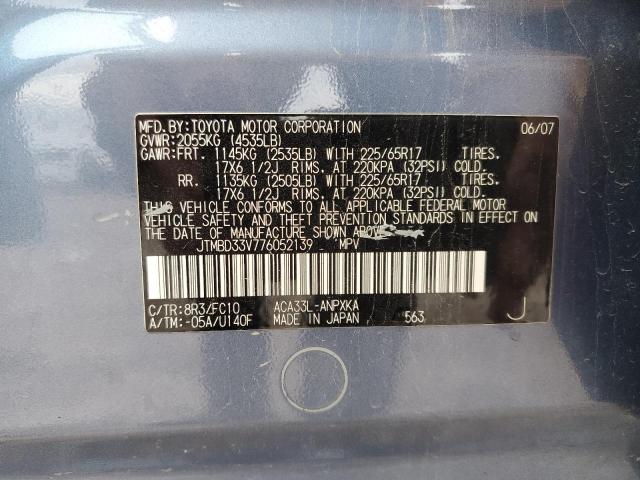 MFD.BY:TOYOTA MOTOR CORPORATION 06/07
GVWR:2055KG (4535LB)
GAWR:FRT. 1145KG (2535LB) WITH 225/65R17 TIRES.
17X6 1/2J RIMS. AT 220KPA (32PSI) COLD.
RR. 1135KG (2505LB) WITH 225/65R17 TIRES.
17X6 1/2J RIMS. AT 220KPA (32PSI) COLD.
THIS VEHICLE CONFORMS TO ALL APPLICABLE FEDERAL MOTOR
VEHICLE SAFETY AND THEFT PREVENTION STANDARDS IN EFFECT ON
THE DATE OF MANUFACTURE SHOWN ABOVE.
JTMBD33V776052139 MPV
C/TR:8R3/FC10 ACA33L-ANPXKA
A/TM:-05A/U140F MADE IN JAPAN 563 J